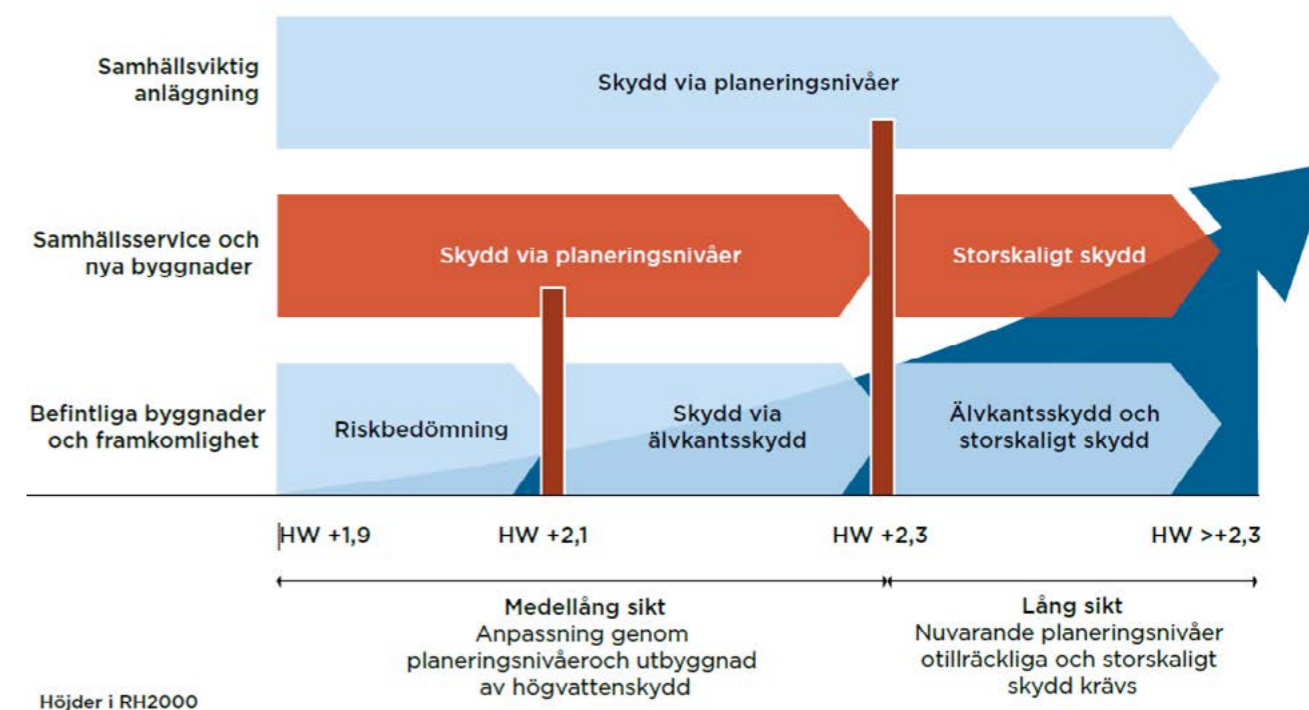 Samhällsviktig
anläggning
Skydd via planeringsnivåer
Samhällsservice och
nya byggnader
Skydd via planeringsnivåer
Storskaligt skydd
Befintliga byggnader
och framkomlighet
Riskbedömning
Skydd via
älvkantsskydd
Älvkantsskydd och
storskaligt skydd
HW +1,9
HW +2,1
HW +2,3
HW >+2,3
Medellång sikt
Anpassning genom
planeringsnivåeroch utbyggnad
av högvattenskydd
Lång sikt
Nuvarande planeringsnivåer
otillräckliga och storskaligt
skydd krävs
Höjder i RH2000